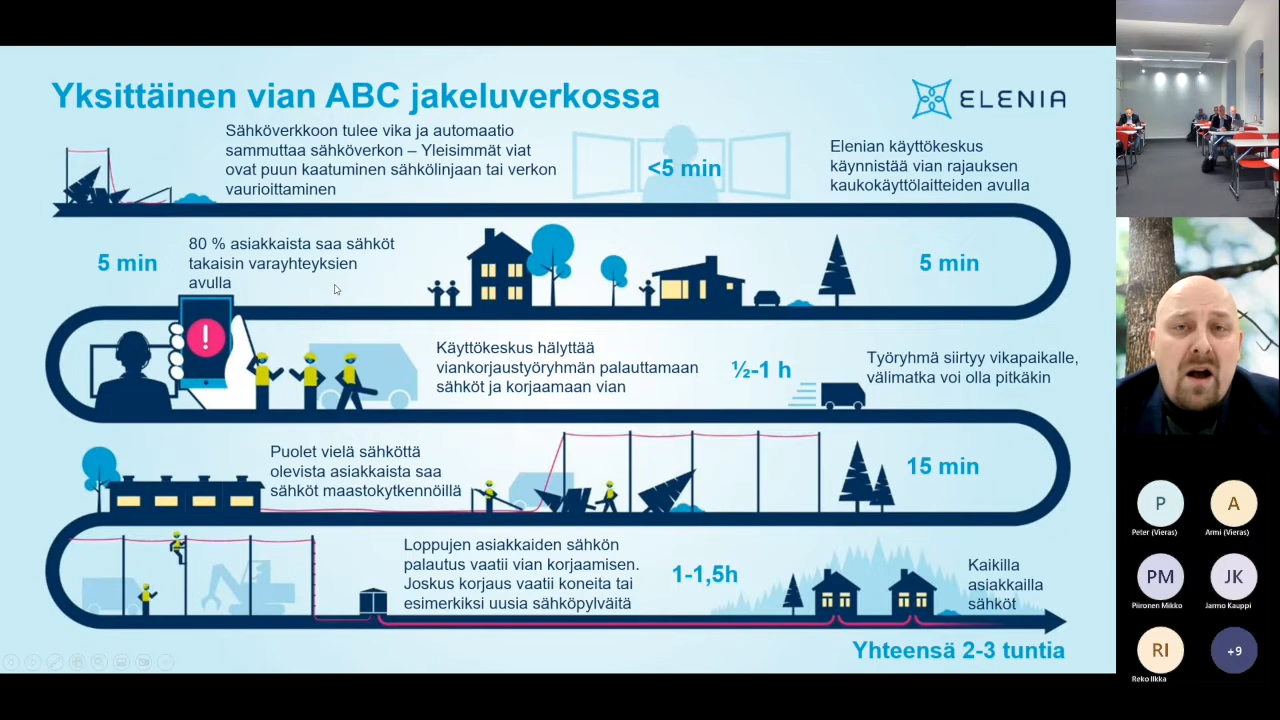 Yksittäinen vian ABC jakeluverkossa
ELENIA
Sähköverkkoon tulee vika ja automaatio
sammuttaa sähköverkon – Yleisimmät viat
ovat puun kaatuminen sähkölinjaan tai verkon
vaurioittaminen
<5 min
Elenian käyttökeskus
käynnistää vian rajauksen
kaukokäyttölaitteiden avulla
5 min
80 % asiakkaista saa sähköt
takaisin varayhteyksien
avulla
5 min
!
Käyttökeskus hälyttää
viankorjaustyöryhmän palauttamaan
sähköt ja korjaamaan vian
½-1 h
Työryhmä siirtyy vikapaikalle,
välimatka voi olla pitkäkin
Puolet vielä sähköttä
olevista asiakkaista saa
sähköt maastokytkennöillä
15 min
Loppujen asiakkaiden sähkön
palautus vaatii vian korjaamisen.
Joskus korjaus vaatii koneita tai
esimerkiksi uusia sähköpylväitä
1-1,5h
Kaikilla
asiakkailla
sähköt
Yhteensä 2-3 tuntia
P
Peter (Vieras)
A
Armi (Vieras)
PM
Piironen Mikko
JK
Jarmo Kauppi
RI
Reko Ilkka
+9